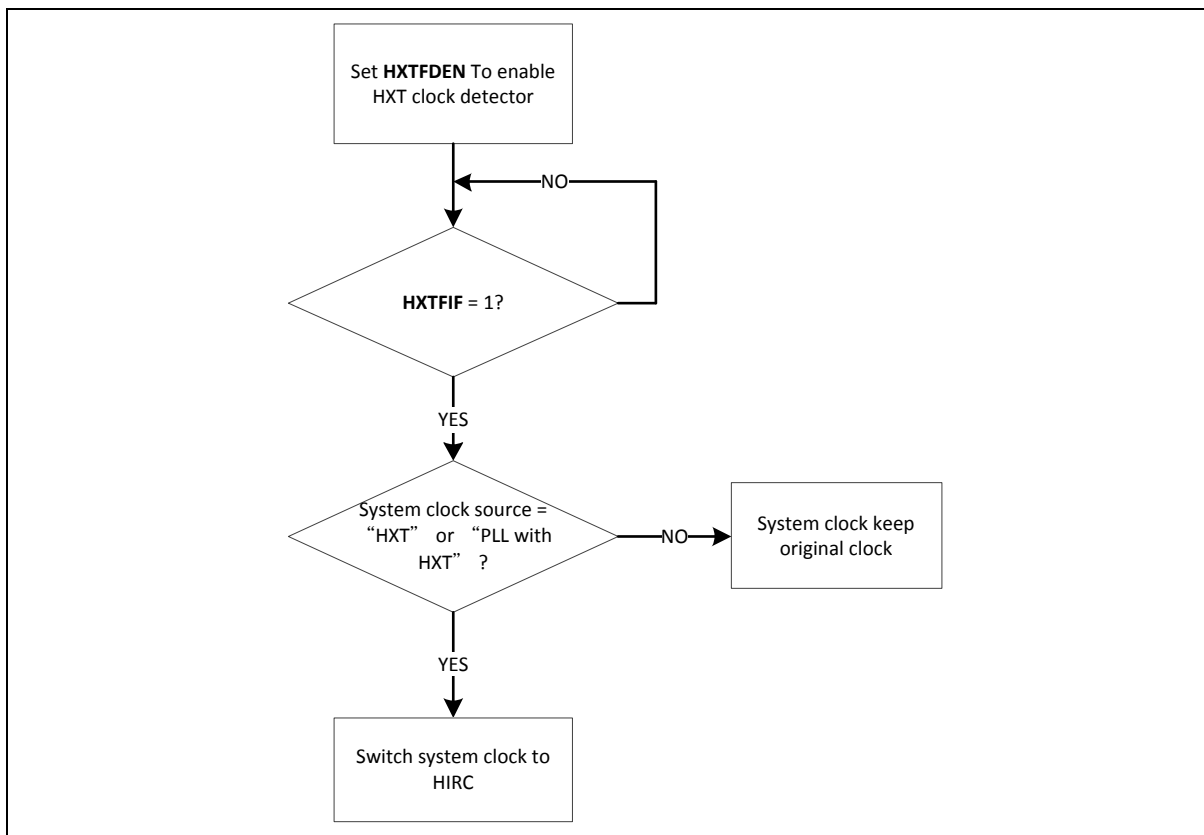 Set HXTFDEN To enable
HXT clock detector
NO
HXTFIF = 1?
YES
System clock source =
“HXT” or “PLL with
HXT” ?
NO
System clock keep
original clock
YES
Switch system clock to
HIRC